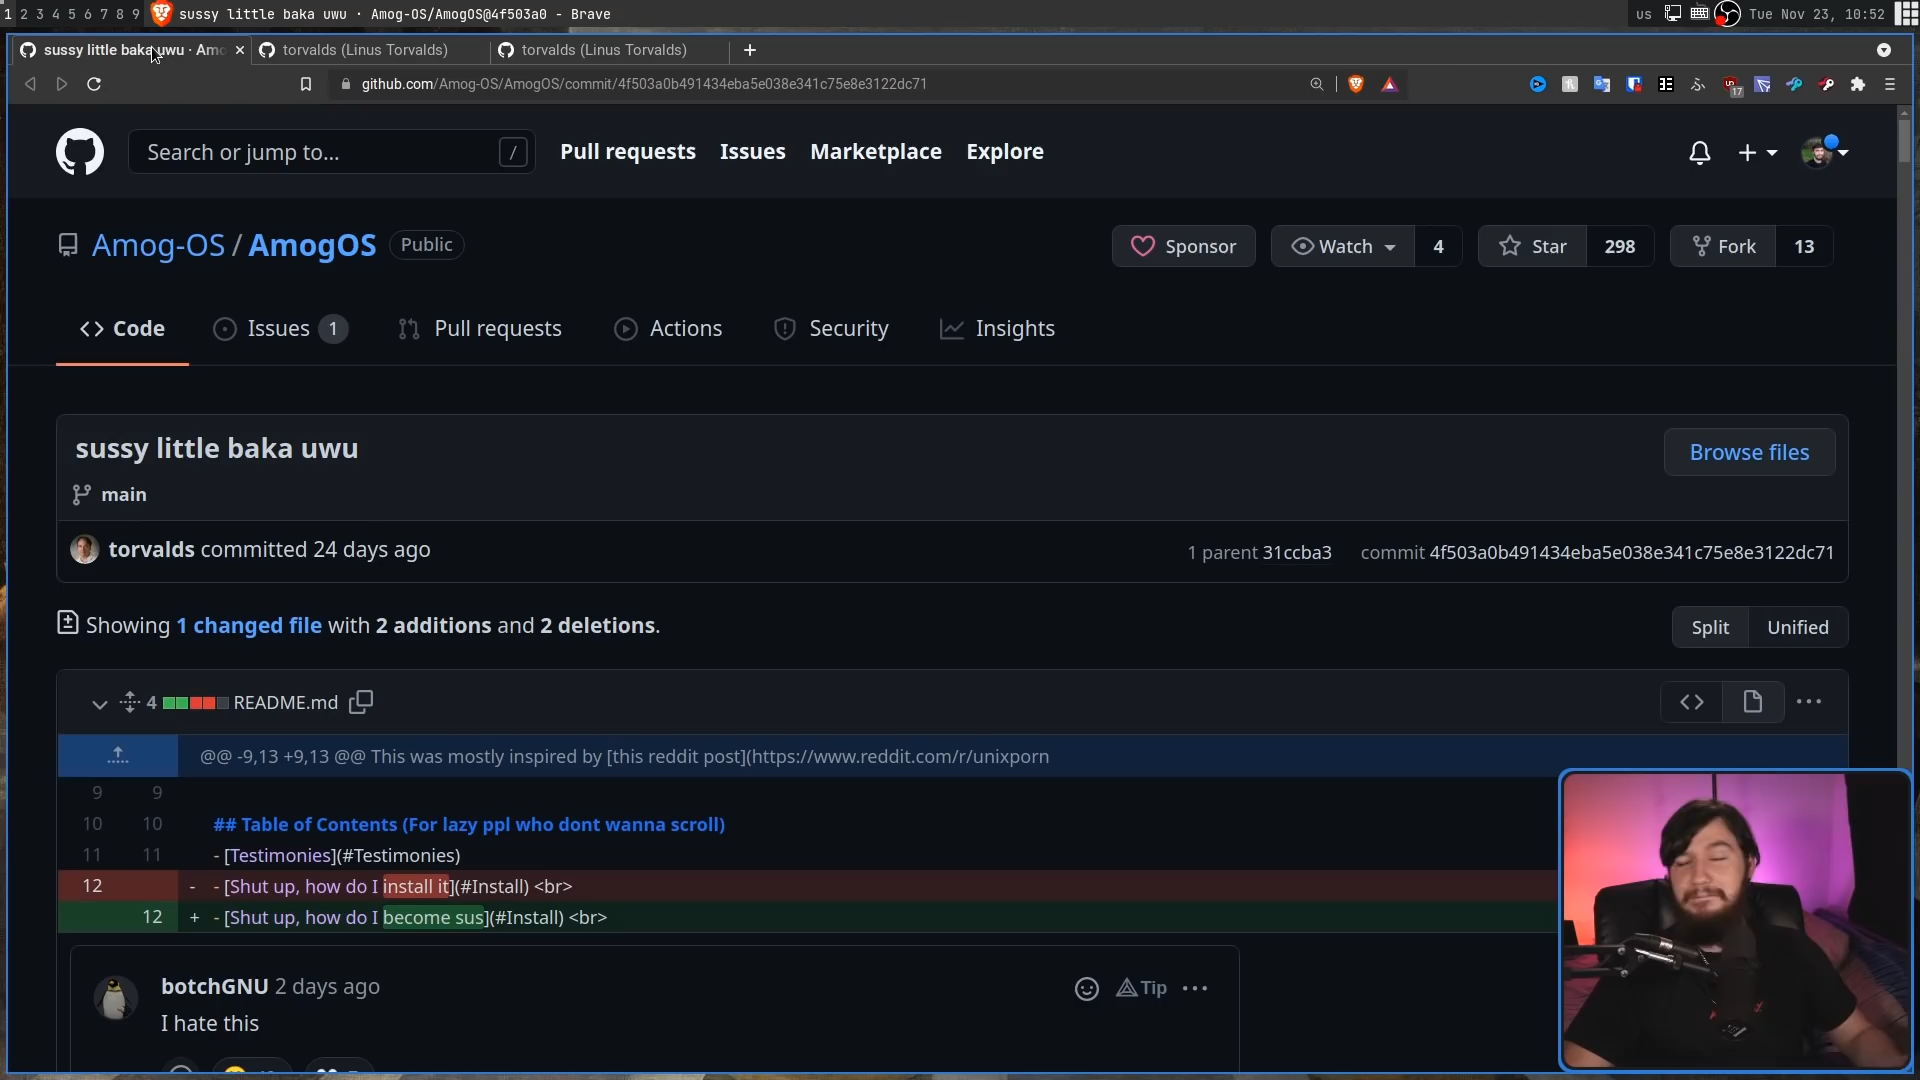 1 2 3 4 5 6 7 8 9 sussy little baka uwu · Amog-OS/AmogOS@4f503a0 - Brave us Tue Nov 23, 10:52
sussy little baka uwu · Amo
torvalds (Linus Torvalds)
torvalds (Linus Torvalds)
github.com/Amog-OS/AmogOS/commit/4f503a0b491434eba5e038e341c75e8e3122dc71
17
Search or jump to... /
Pull requests Issues Marketplace Explore
Amog-OS / AmogOS Public
Sponsor Watch 4 Star 298 Fork 13
Code Issues 1 Pull requests Actions Security Insights
sussy little baka uwu
Browse files
main
torvalds committed 24 days ago
1 parent 31ccba3 commit 4f503a0b491434eba5e038e341c75e8e3122dc71
Showing 1 changed file with 2 additions and 2 deletions.
Split Unified
4 README.md
@@ -9,13 +9,13 @@ This was mostly inspired by [this reddit post](https://www.reddit.com/r/unixporn
9 9
10 10 ## Table of Contents (For lazy ppl who dont wanna scroll)
11 11 - [Testimonies](#Testimonies)
12 - - [Shut up, how do I install it](#Install) <br>
12 + - [Shut up, how do I become sus](#Install) <br>
botchGNU 2 days ago
Tip
I hate this